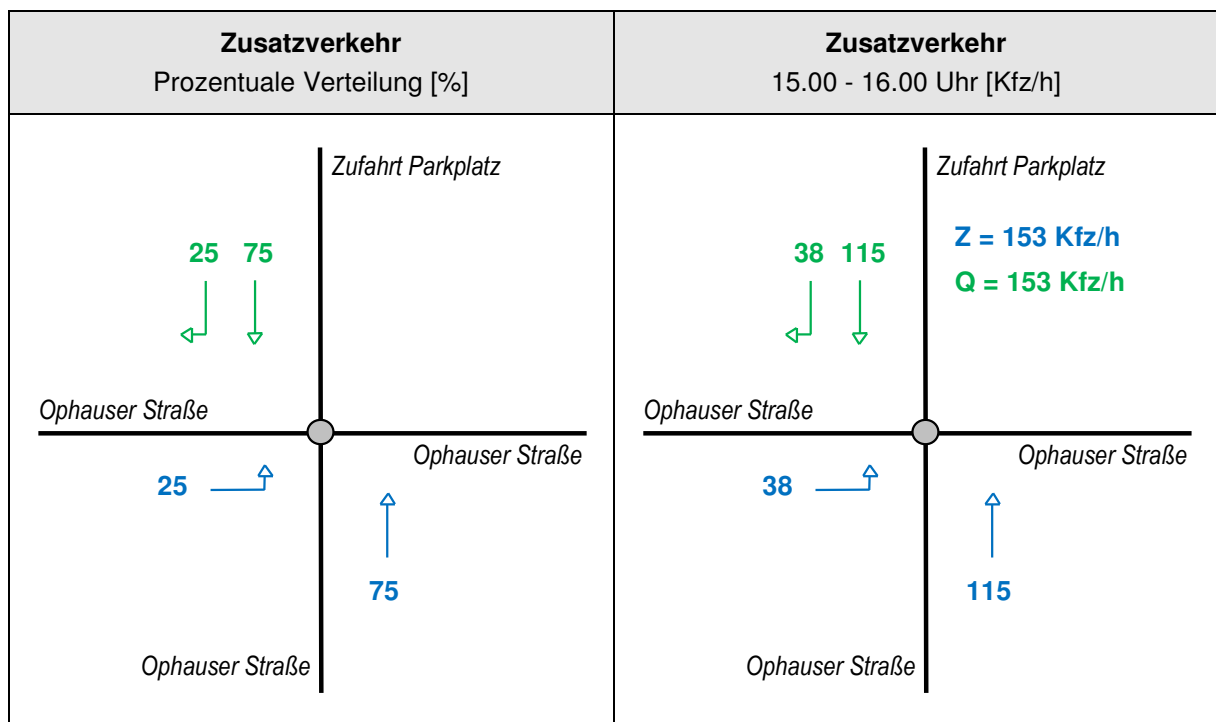 Zusatzverkehr
Prozentuale Verteilung [%]
Zufahrt Parkplatz
25 75
Ophauser Straße
Ophauser Straße
25
75
Ophauser Straße
Zusatzverkehr
15.00 - 16.00 Uhr [Kfz/h]
Zufahrt Parkplatz
38 115
Z = 153 Kfz/h
Q = 153 Kfz/h
Ophauser Straße
Ophauser Straße
38
115
Ophauser Straße